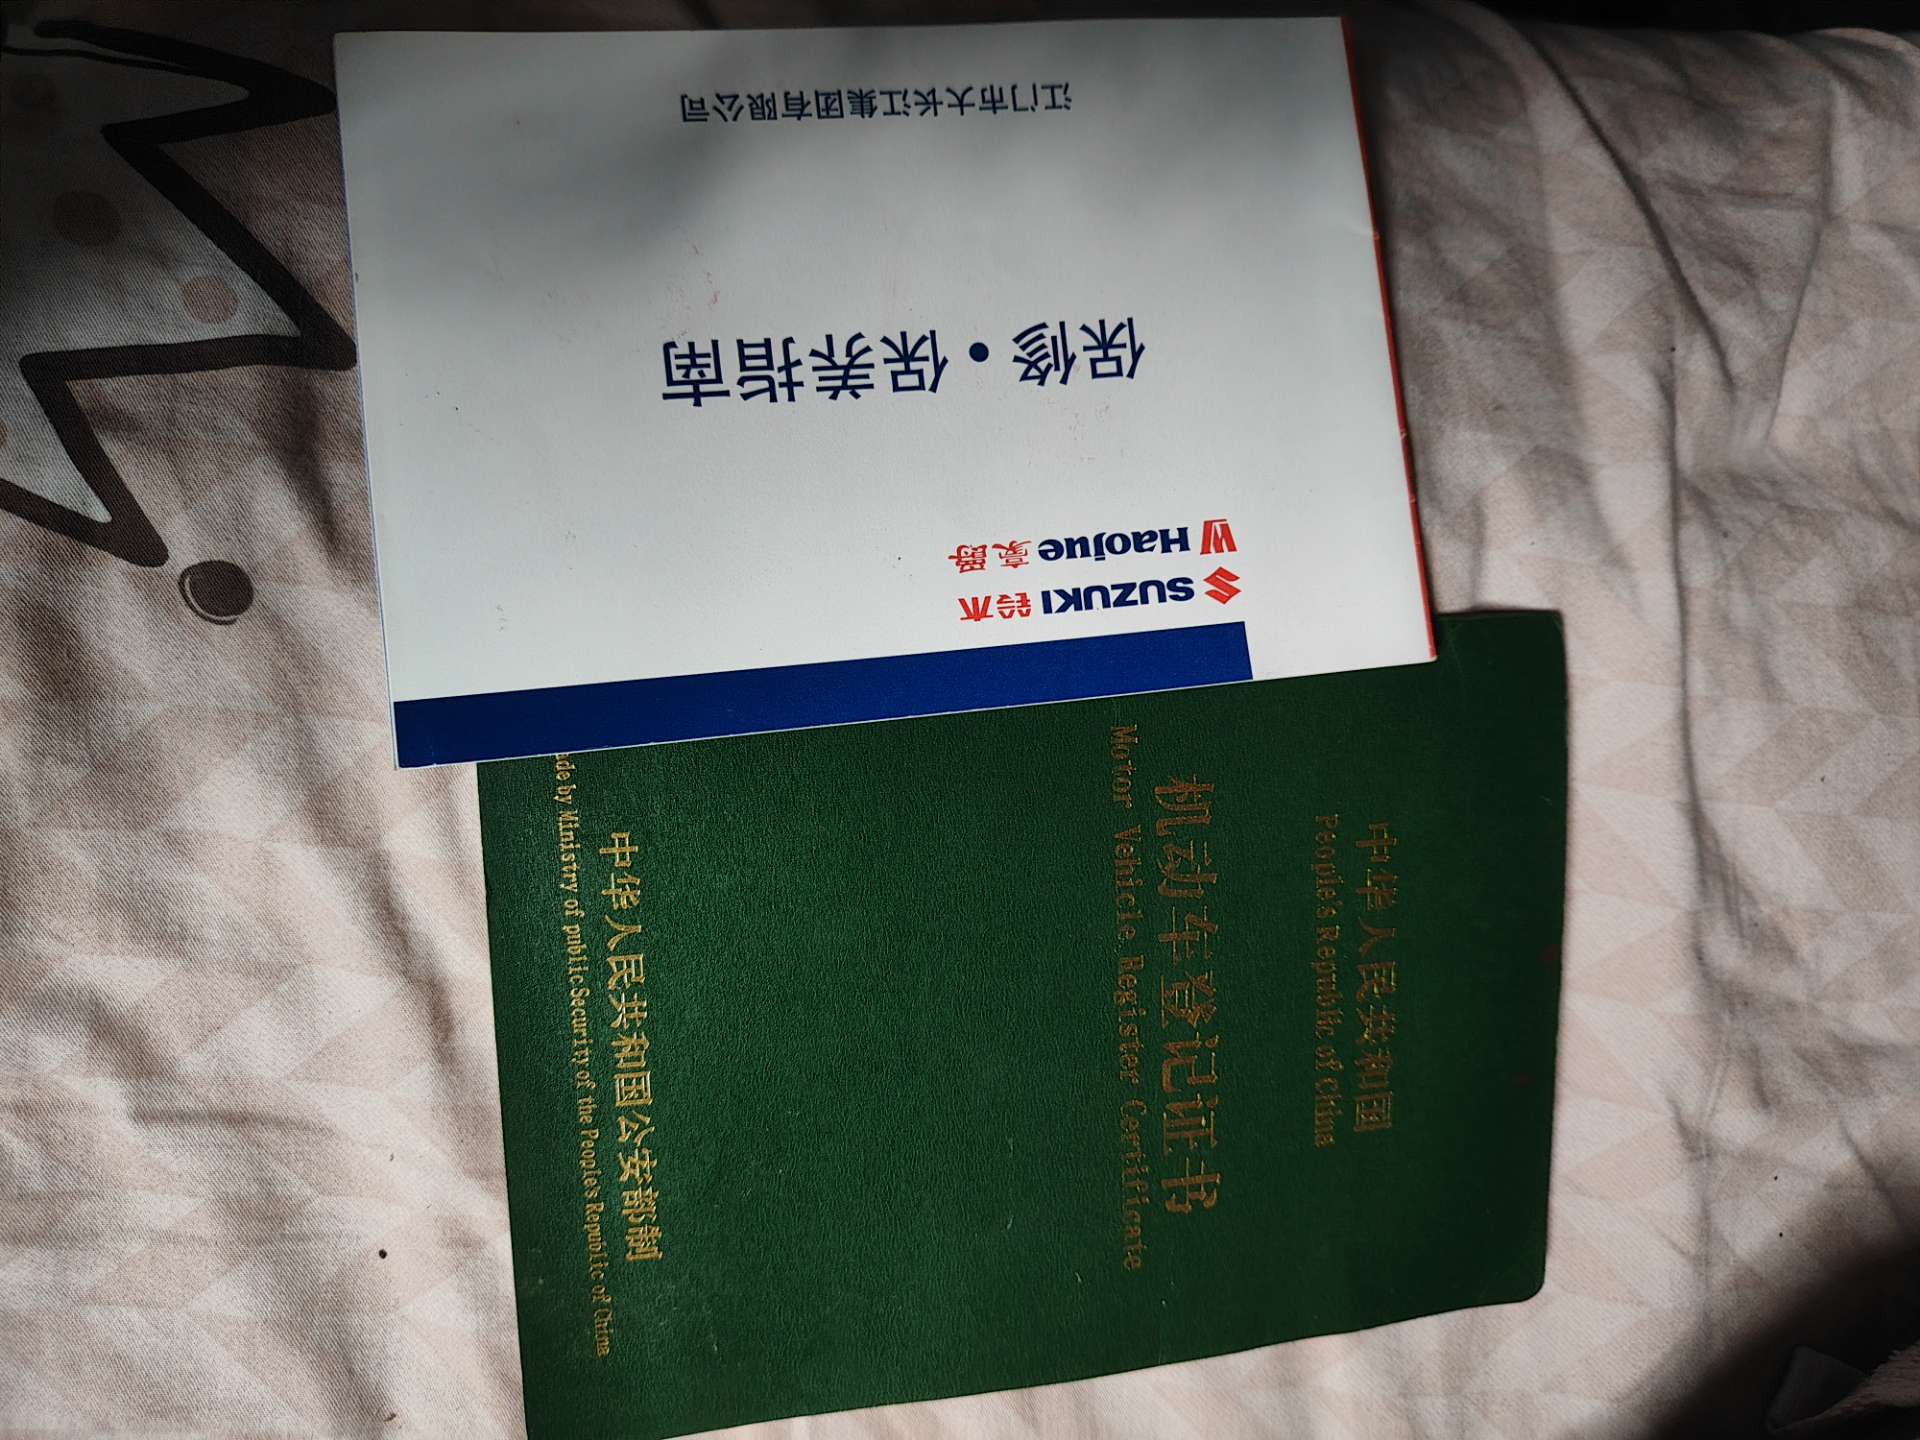 SUZUKI 铃木
Haojue 豪爵
保修·保养指南
江门市大长江集团有限公司
中华人民共和国
People's Republic of China
机动车登记证书
Motor Vehicle Register Certificate
中华人民共和国公安部制
by Ministry of public Security of the People's Republic of China